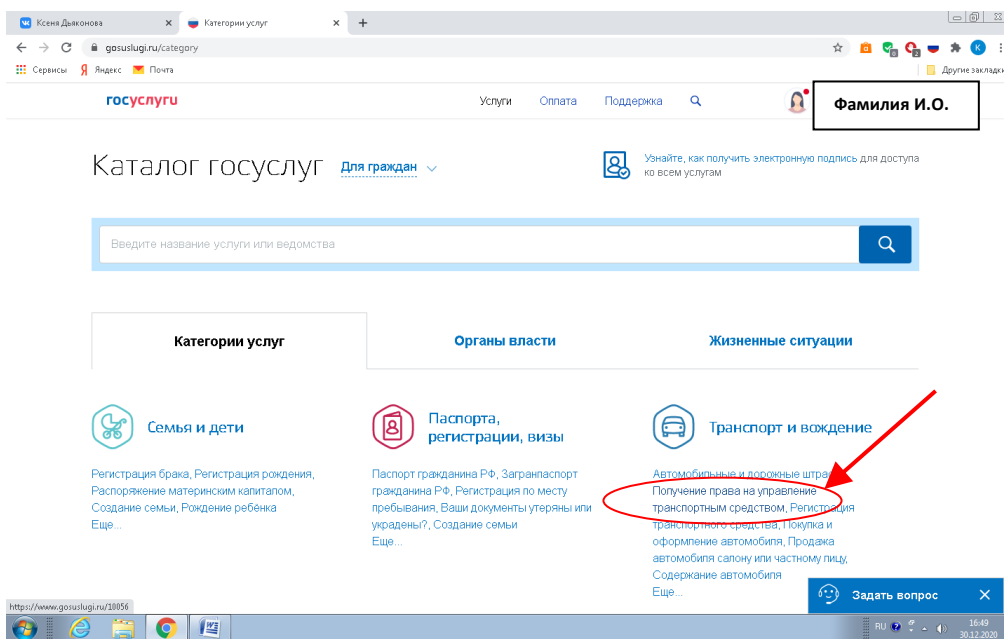 Ксеня Дьяконова
Категории услуг
gosuslugi.ru/category
Сервисы Яндекс Почта Другие закладки
госуслуги Услуги Оплата Поддержка Фамилия И.О.
Каталог госуслуг Для граждан
Узнайте, как получить электронную подпись для доступа
ко всем услугам
Введите название услуги или ведомства
Категории услуг Органы власти Жизненные ситуации
Семья и дети
Регистрация брака, Регистрация рождения,
Распоряжение материнским капиталом,
Создание семьи, Рождение ребёнка
Еще...
Паспорта,
регистрации, визы
Паспорт гражданина РФ, Загранпаспорт
гражданина РФ, Регистрация по месту
пребывания, Ваши документы утеряны или
украдены?, Создание семьи
Еще...
Транспорт и вождение
Автомобильные и дорожные
Получение права на управление
транспортным средством, Регистрация
транспортного средства, Покупка и
оформление автомобиля, Продажа
автомобиля салону или частному лицу,
Содержание автомобиля
Еще...
Задать вопрос
https://www.gosuslugi.ru/10056
RU
16:49
30.12.2020